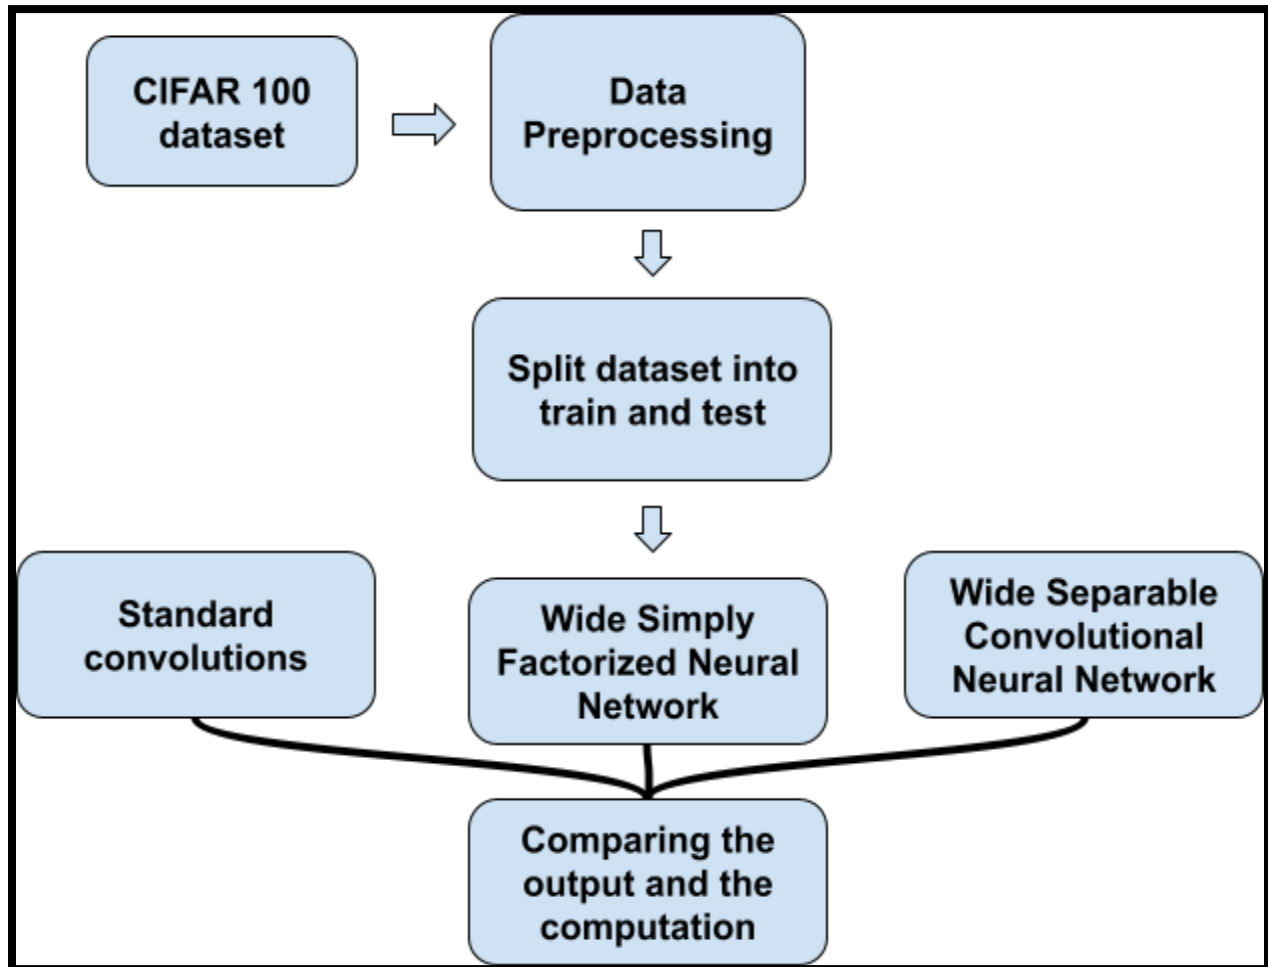 CIFAR 100
dataset
Data
Preprocessing
Split dataset into
train and test
Standard
convolutions
Wide Simply
Factorized Neural
Network
Wide Separable
Convolutional
Neural Network
Comparing the
output and the
computation